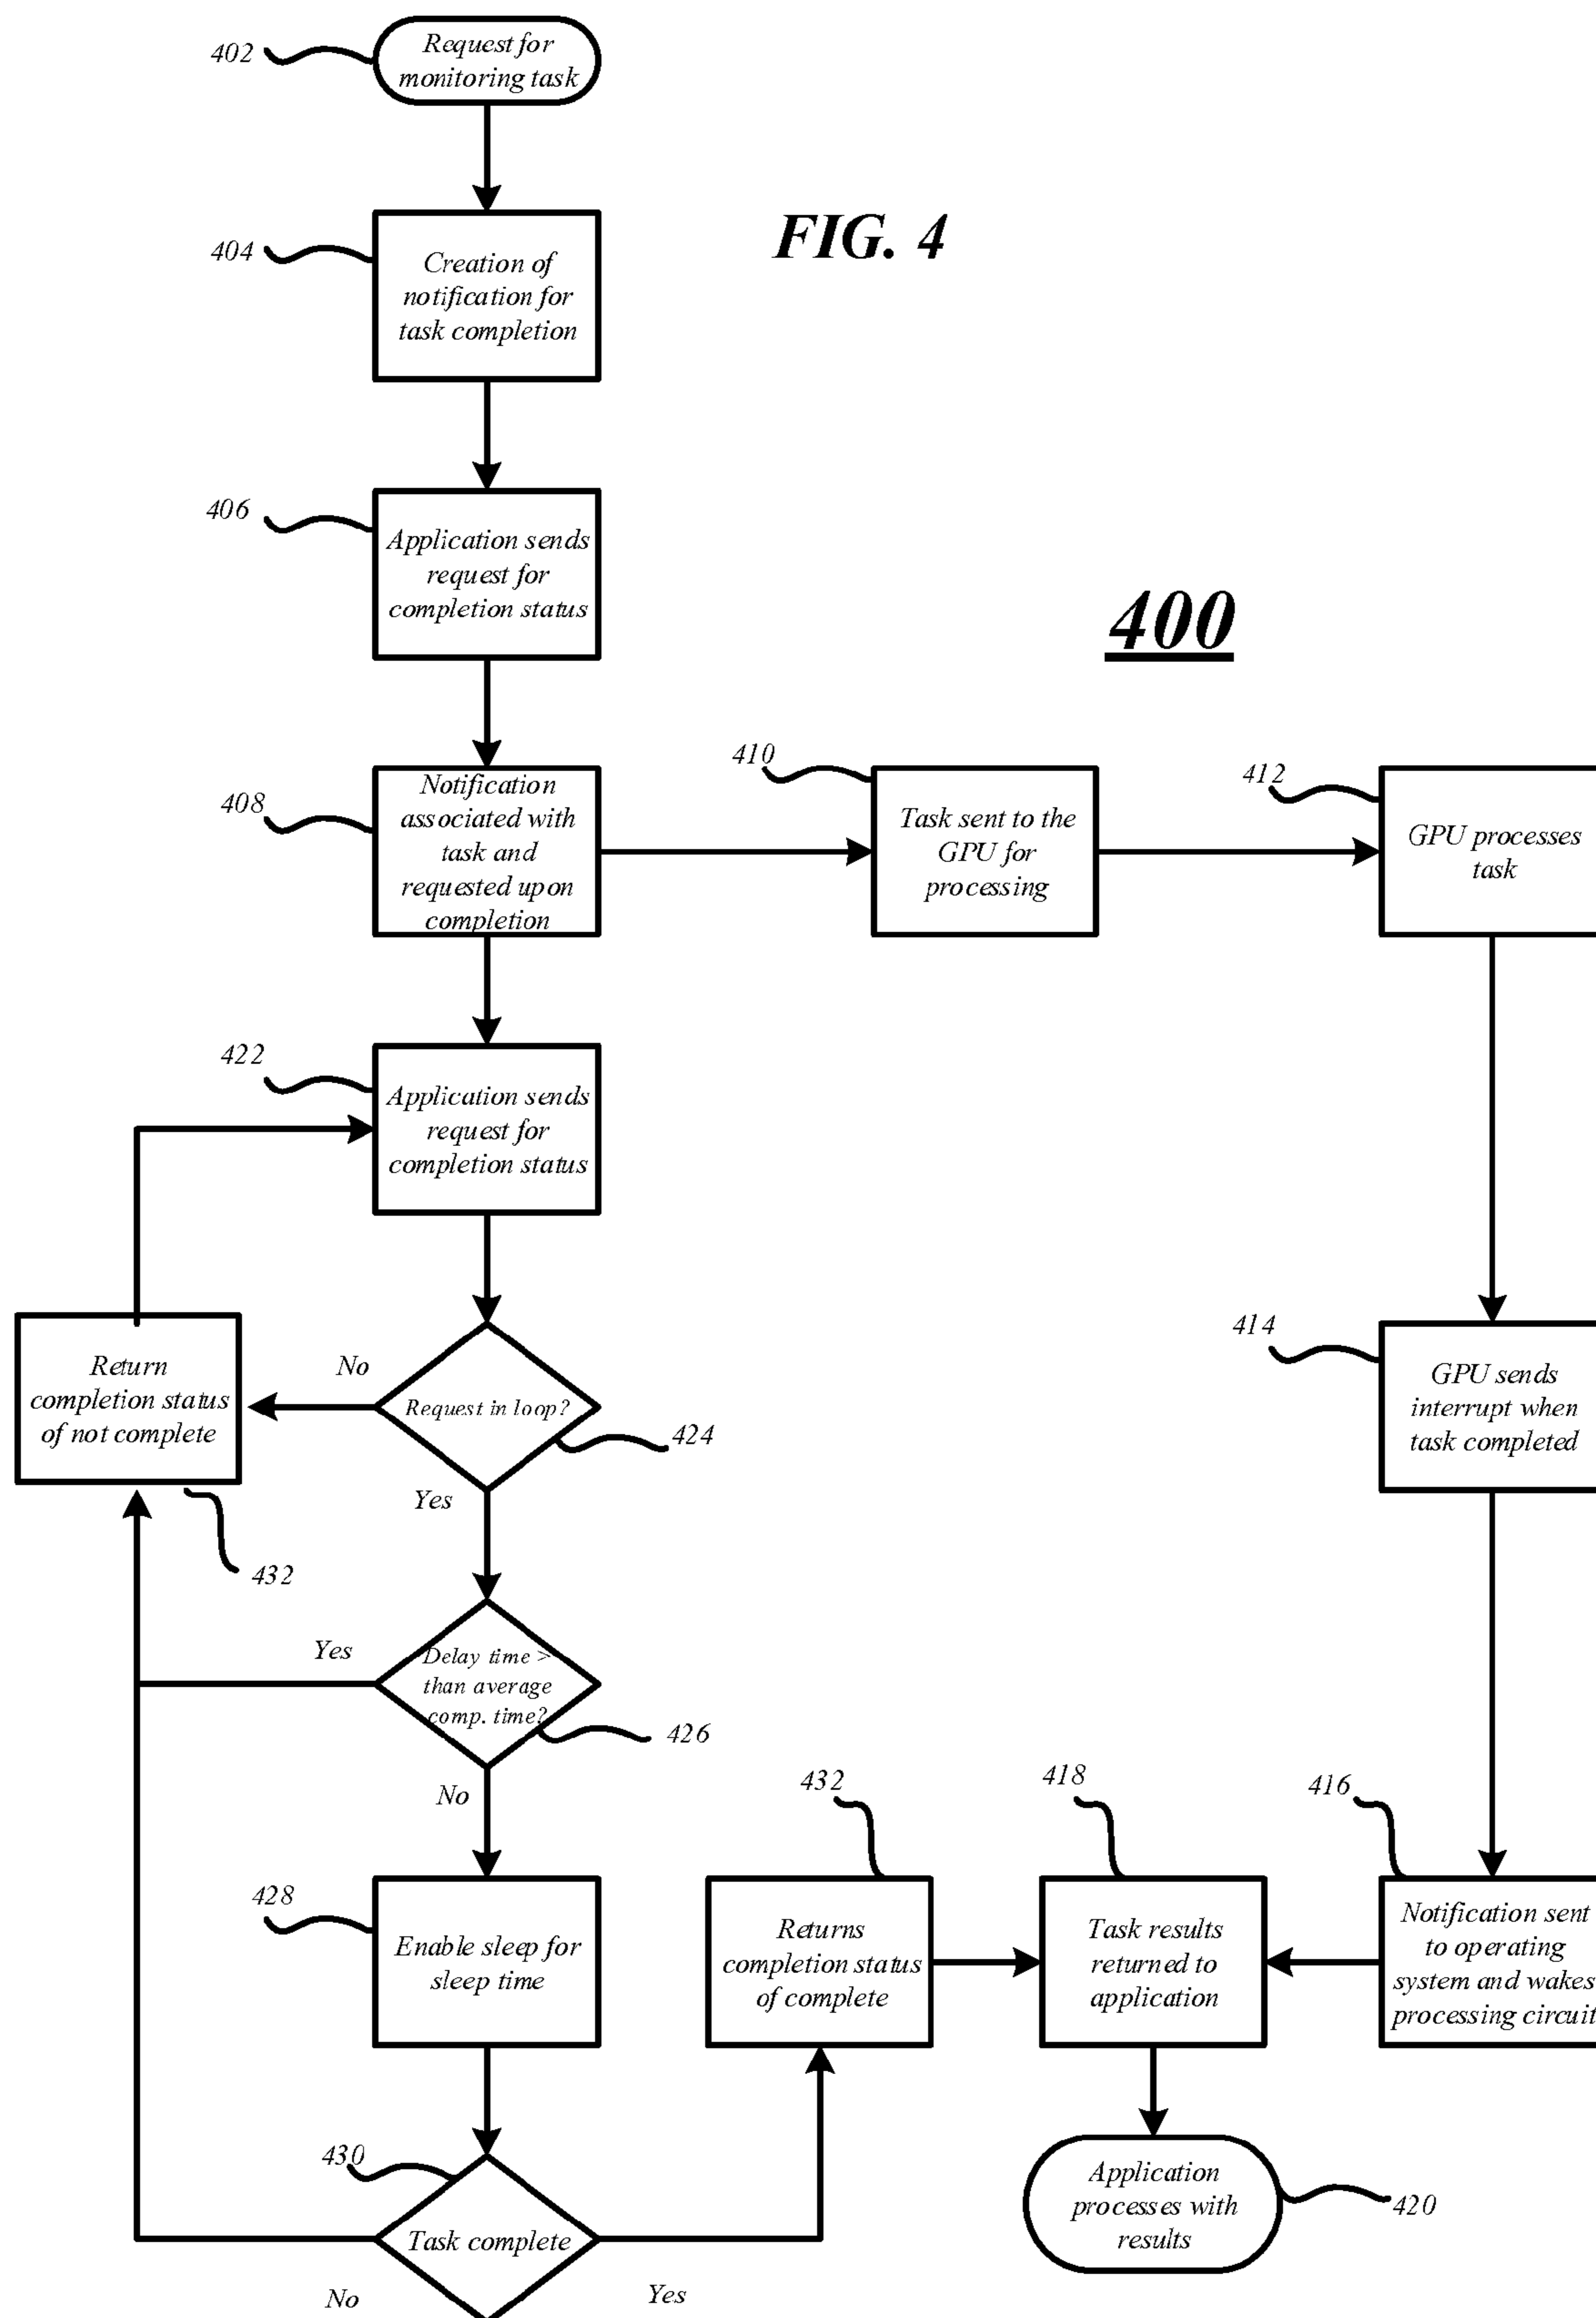 402
Request for
monitoring task
404
Creation of
notification for
task completion
FIG. 4
406
Application sends
request for
completion status
400
408
Notification
associated with
task and
requested upon
completion
410
Task sent to the
GPU for
processing
412
GPU processes
task
422
Application sends
request for
completion status
Return
completion status
of not complete
432
No
Request in loop?
424
Yes
414
GPU sends
interrupt when
task completed
Yes
Delay time >
than average
comp. time?
426
No
428
Enable sleep for
sleep time
432
Returns
completion status
of complete
418
Task results
returned to
application
416
Notification sent
to operating
system and wakes
processing circuit
430
Task complete
No
Yes
Application
processes with
results
420